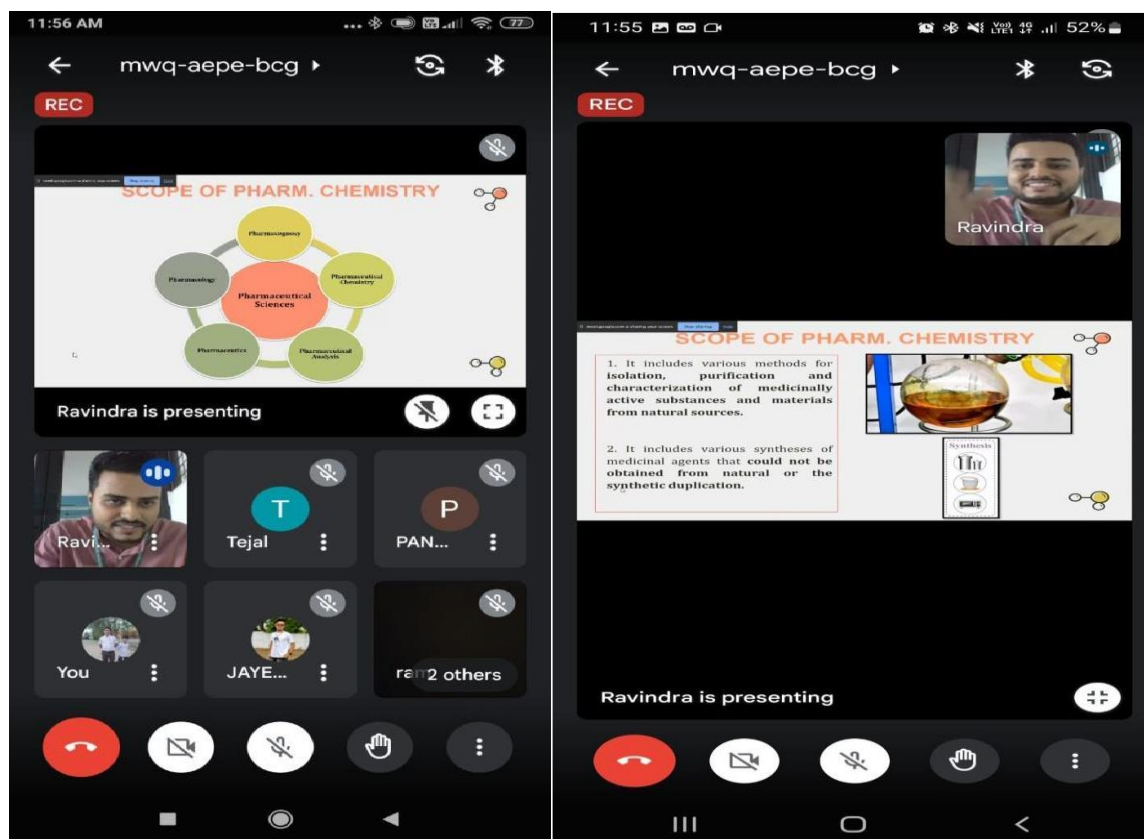 11:56 AM
77
mwq-aepe-bcg
REC
SCOPE OF PHARM. CHEMISTRY
Pharmacognosy
Pharmacology
Pharmaceutical
Chemistry
Pharmaceutical
Sciences
Pharmaceutics
Pharmaceutical
Analysis
Ravindra is presenting
Ravi...
Tejal
T
PAN...
P
You
JAYE...
2 others
11:55
52%
mwq-aepe-bcg
REC
Ravindra
SCOPE OF PHARM. CHEMISTRY
1. It includes various methods for
isolation, purification and
characterization of medicinally
active substances and materials
from natural sources.
2. It includes various syntheses of
medicinal agents that could not be
obtained from natural or the
synthetic duplication.
Synthesis
Ravindra is presenting